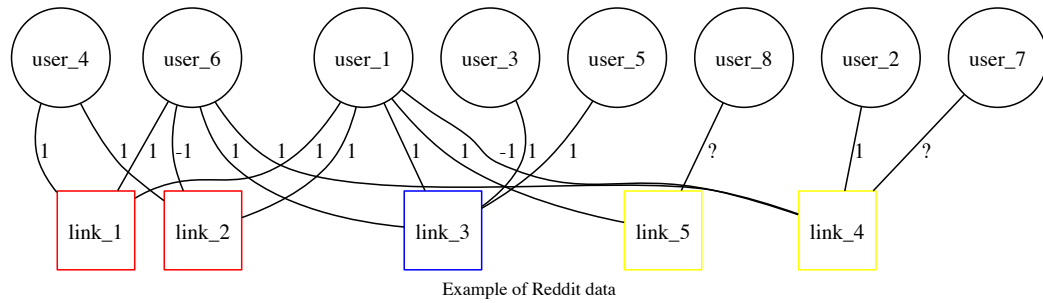 user_4 user_6 user_1 user_3 user_5 user_8 user_2 user_7
1 1 1 -1 1 1 1 1 1 1 -1 1 1 ? 1 ?
link_1 link_2 link_3 link_5 link_4
Example of Reddit data